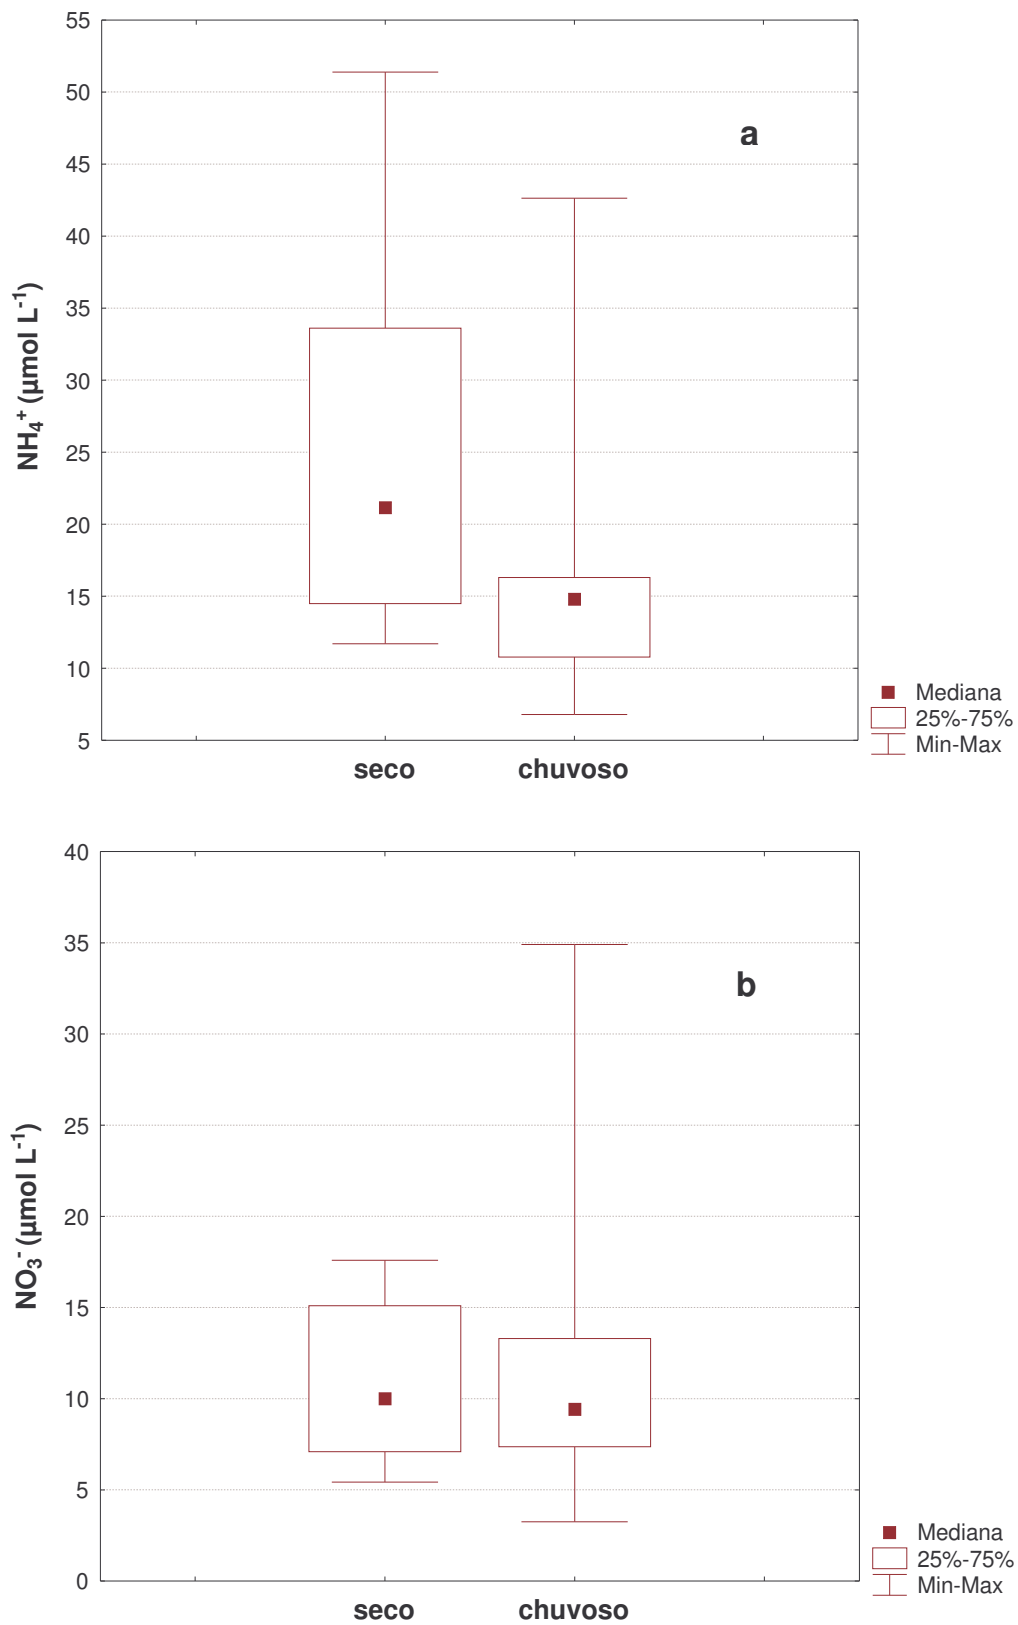 55
50
45
40
35
30
25
20
15
10
5
NH₄⁺ (µmol L⁻¹)
a
seco
chuvoso
Mediana
25%-75%
Min-Max
40
35
30
25
20
15
10
5
0
NO₃⁻ (µmol L⁻¹)
b
seco
chuvoso
Mediana
25%-75%
Min-Max